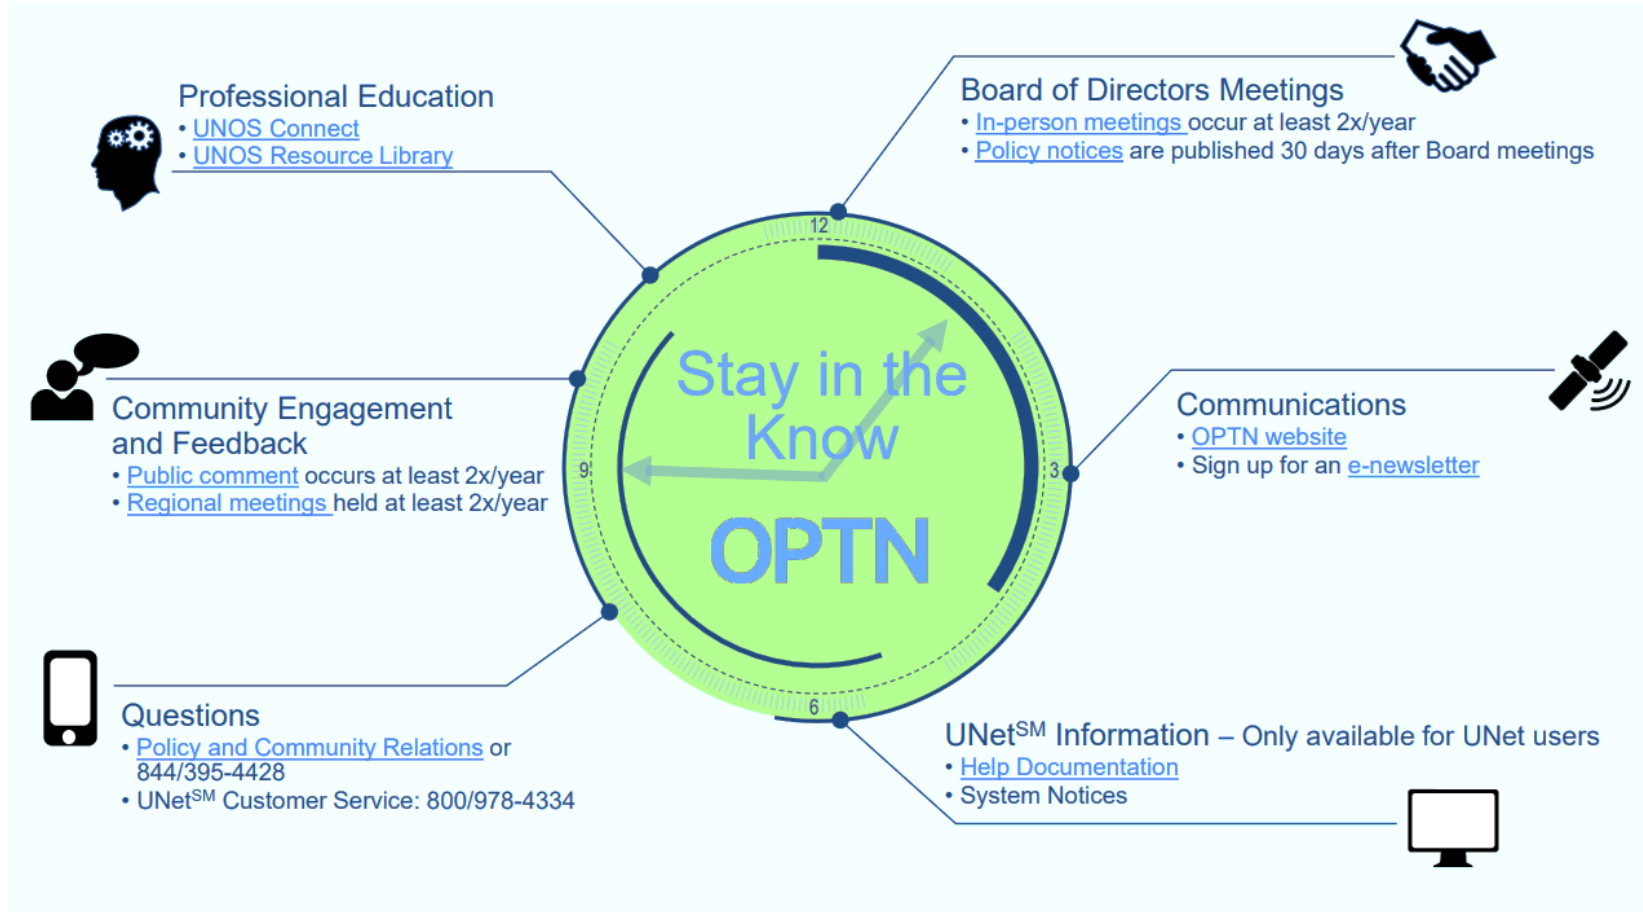 Professional Education
• UNOS Connect
• UNOS Resource Library
Board of Directors Meetings
• In-person meetings occur at least 2x/year
• Policy notices are published 30 days after Board meetings
Community Engagement
and Feedback
• Public comment occurs at least 2x/year
• Regional meetings held at least 2x/year
12
3
6
9
Stay in the
Know
OPTN
Communications
• OPTN website
• Sign up for an e-newsletter
Questions
• Policy and Community Relations or
844/395-4428
• UNetSM Customer Service: 800/978-4334
UNetSM Information – Only available for UNet users
• Help Documentation
• System Notices